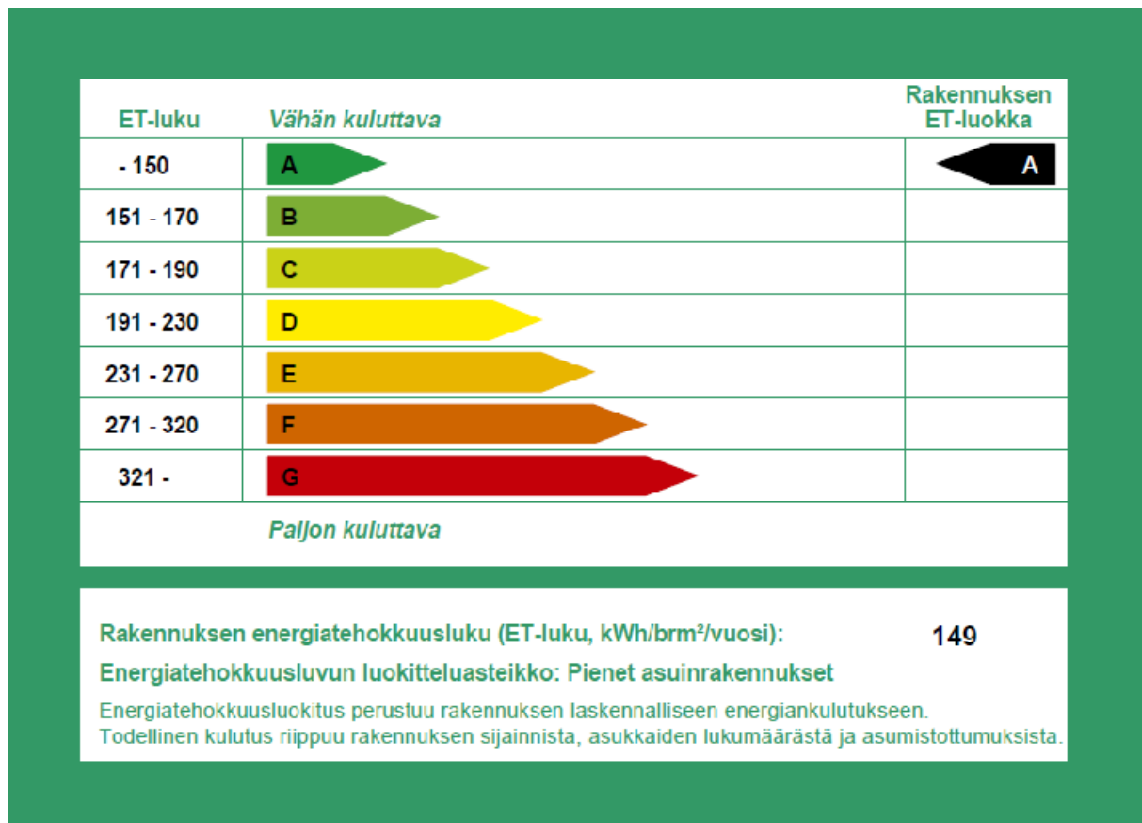 ET-luku Vähän kuluttava Rakennuksen
ET-luokka
- 150 A A
151 - 170 B
171 - 190 C
191 - 230 D
231 - 270 E
271 - 320 F
321 - G
Paljon kuluttava
Rakennuksen energiatehokkuusluku (ET-luku, kWh/brm²/vuosi): 149
Energiatehokkuusluvun luokitteluasteikko: Pienet asuinrakennukset
Energiatehokkuusluokitus perustuu rakennuksen laskennalliseen energiankulutukseen.
Todellinen kulutus riippuu rakennuksen sijainnista, asukkaiden lukumäärästä ja asumistottumuksista.